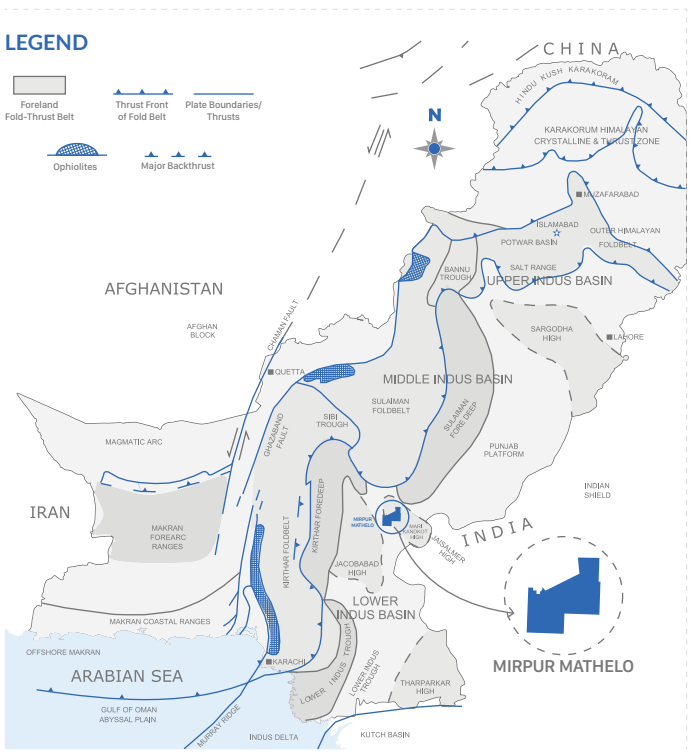 LEGEND
Foreland
Fold-Thrust Belt
Thrust Front
of Fold Belt
Plate Boundaries/
Thrusts
Ophiolites
Major Backthrust
N
CHINA
HINDU KUSH KARAKORAM
KARAKORUM HIMALAYAN
CRYSTALLINE & THRUST ZONE
MUZAFARABAD
ISLAMABAD
OUTER HIMALAYAN
FOLDBELT
POTWAR BASIN
BANNU
TROUGH
SALT RANGE
UPPER INDUS BASIN
AFGHANISTAN
AFGHAN
BLOCK
CHAMAN FAULT
SARGODHA
HIGH
LAHORE
QUETTA
MIDDLE INDUS BASIN
SULAIMAN
FOLDBELT
SULAIMAN
FORE DEEP
SIBI
TROUGH
GHAZABAND
FAULT
PUNJAB
PLATFORM
MAGMATIC ARC
INDIAN
SHIELD
IRAN
MAKRAN
FOREARC
RANGES
KIRTHAR FOLDBELT
KIRTHAR FOREDEEP
MIRPUR
MATHELO
MARI
KANDKOT
HIGH
JAISALMER
HIGH
INDIA
JACOBABAD
HIGH
LOWER
INDUS BASIN
MAKRAN COASTAL RANGES
MIRPUR MATHELO
OFFSHORE MAKRAN
KARACHI
ARABIAN SEA
LOWER INDUS TROUGH
LOWER INDUS
TROUGH
THARPARKAR
HIGH
GULF OF OMAN
ABYSSAL PLAIN
MURRAY RIDGE
INDUS DELTA
KUTCH BASIN